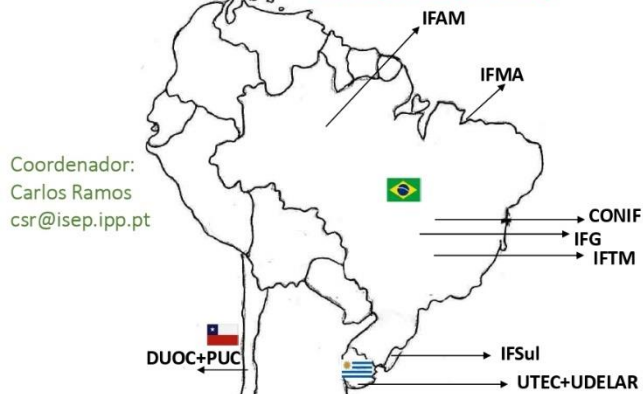 IFAM
IFMA
Coordenador:
Carlos Ramos
csr@isep.ipp.pt
CONIF
IFG
IFTM
DUOC+PUC
IFSul
UTEC+UDELAR